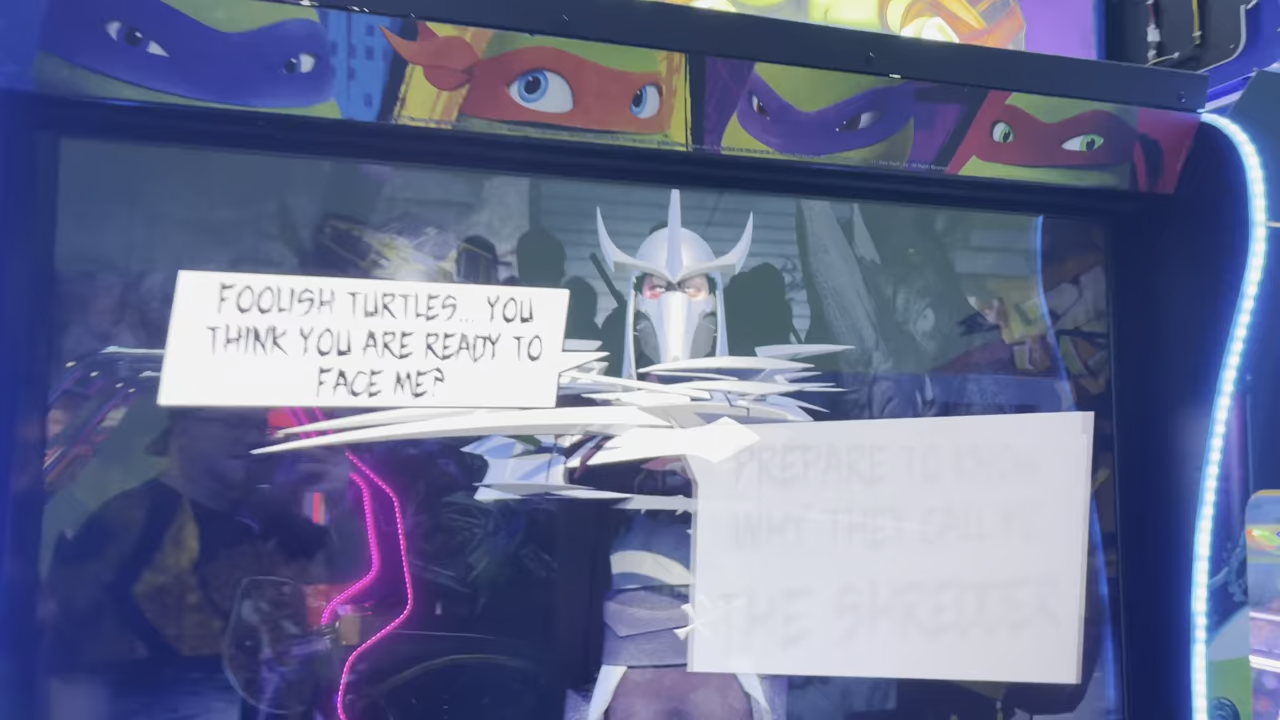 FOOLISH TURTLES... YOU
THINK YOU ARE READY TO
FACE ME?
PREPARE TO
WHY THEY CALL
THE SHREDDER